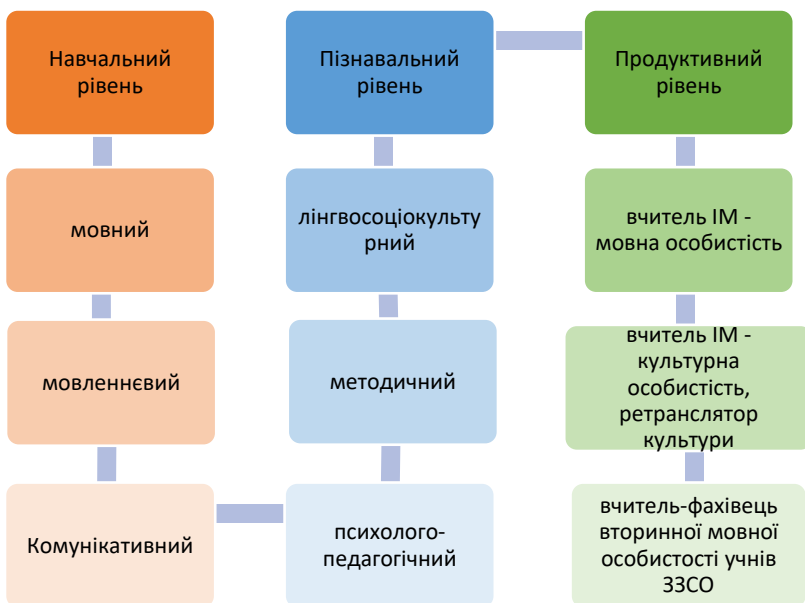 Навчальний
рівень
мовний
мовленнєвий
Комунікативний
Пізнавальний
рівень
лінгвосоціокульту
рний
методичний
психолого-
педагогічний
Продуктивний
рівень
вчитель ІМ -
мовна особистість
вчитель ІМ -
культурна
особистість,
ретранслятор
культури
вчитель-фахівець
вторинної мовної
особистості учнів
ЗЗСО